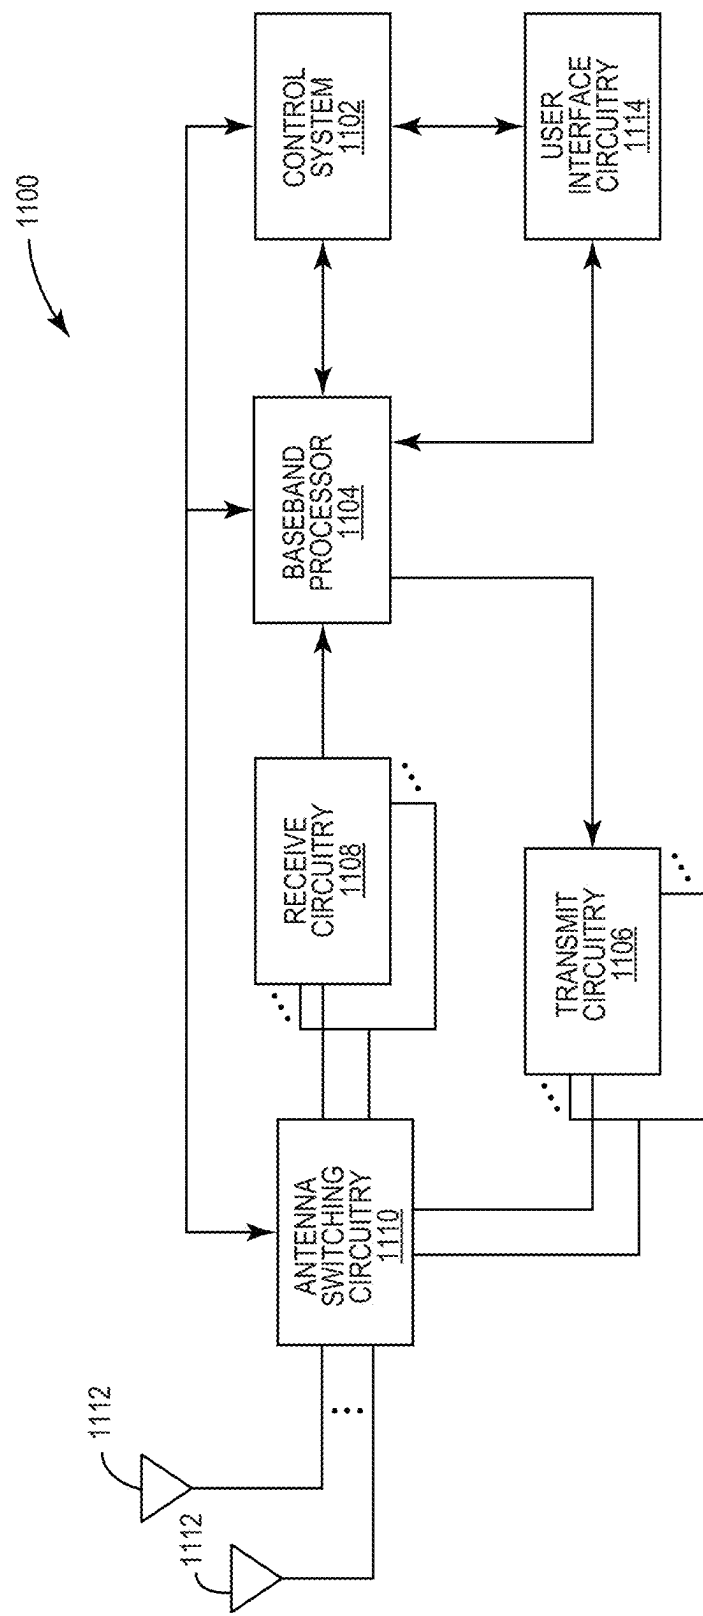 1100
CONTROL
SYSTEM
1102
USER
INTERFACE
CIRCUITRY
1114
BASEBAND
PROCESSOR
1104
RECEIVE
CIRCUITRY
1108
TRANSMIT
CIRCUITRY
1106
ANTENNA
SWITCHING
CIRCUITRY
1110
1112
1112